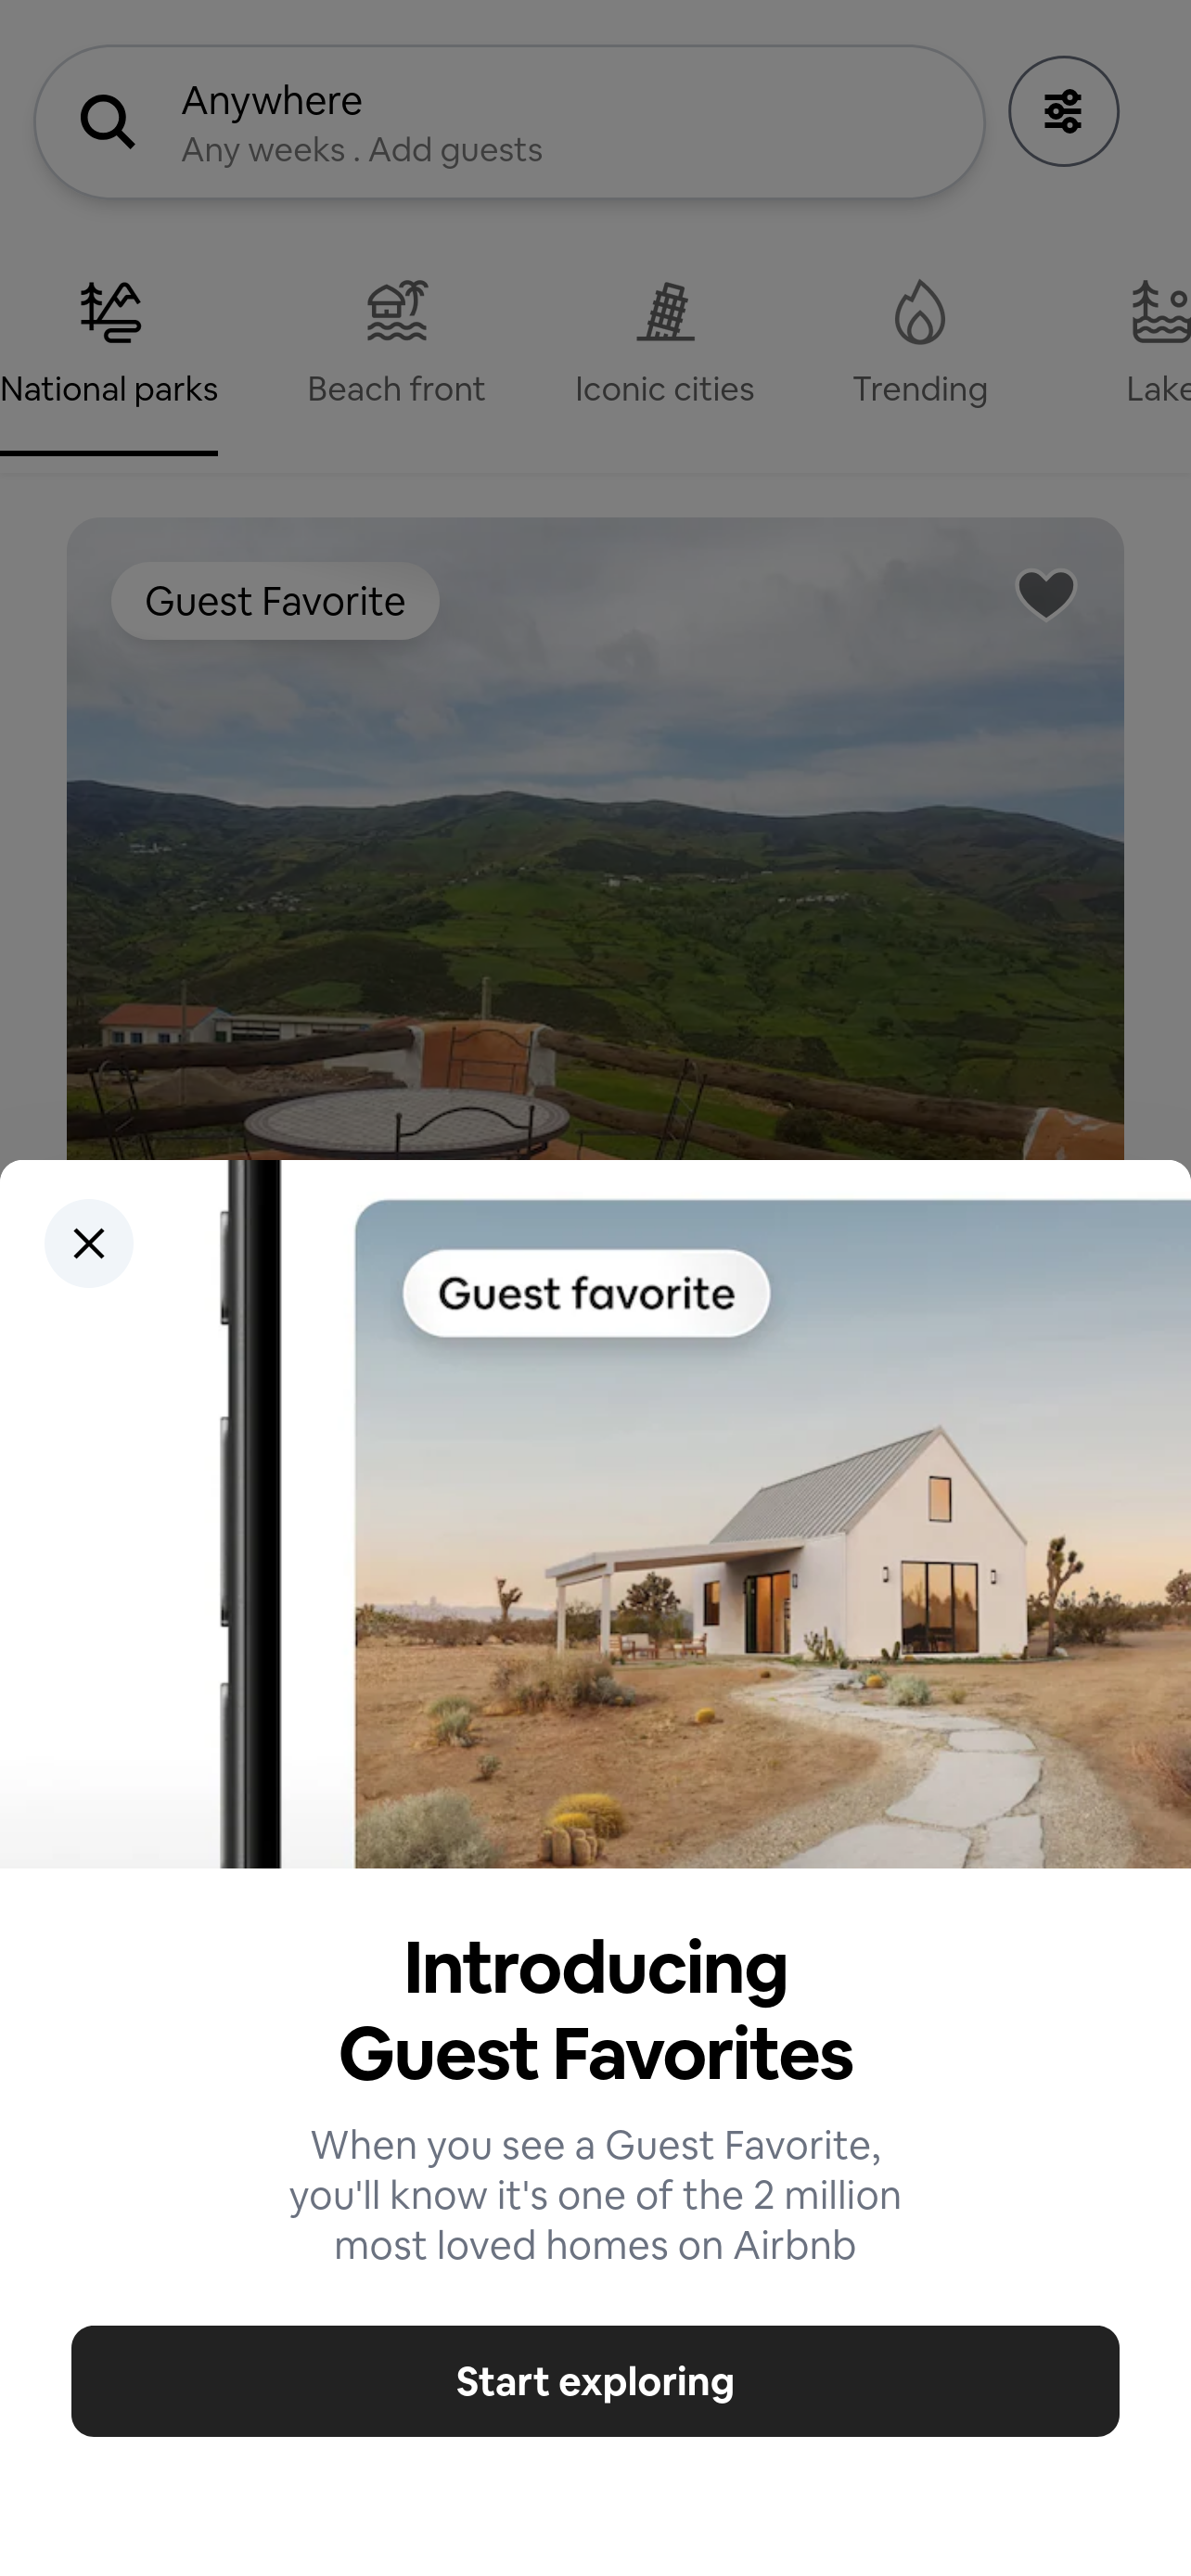 Anywhere
Any weeks . Add guests
National parks
Beach front
Iconic cities
Trending
Lake
Guest Favorite
Guest favorite
Introducing
Guest Favorites
When you see a Guest Favorite,
you'll know it's one of the 2 million
most loved homes on Airbnb
Start exploring